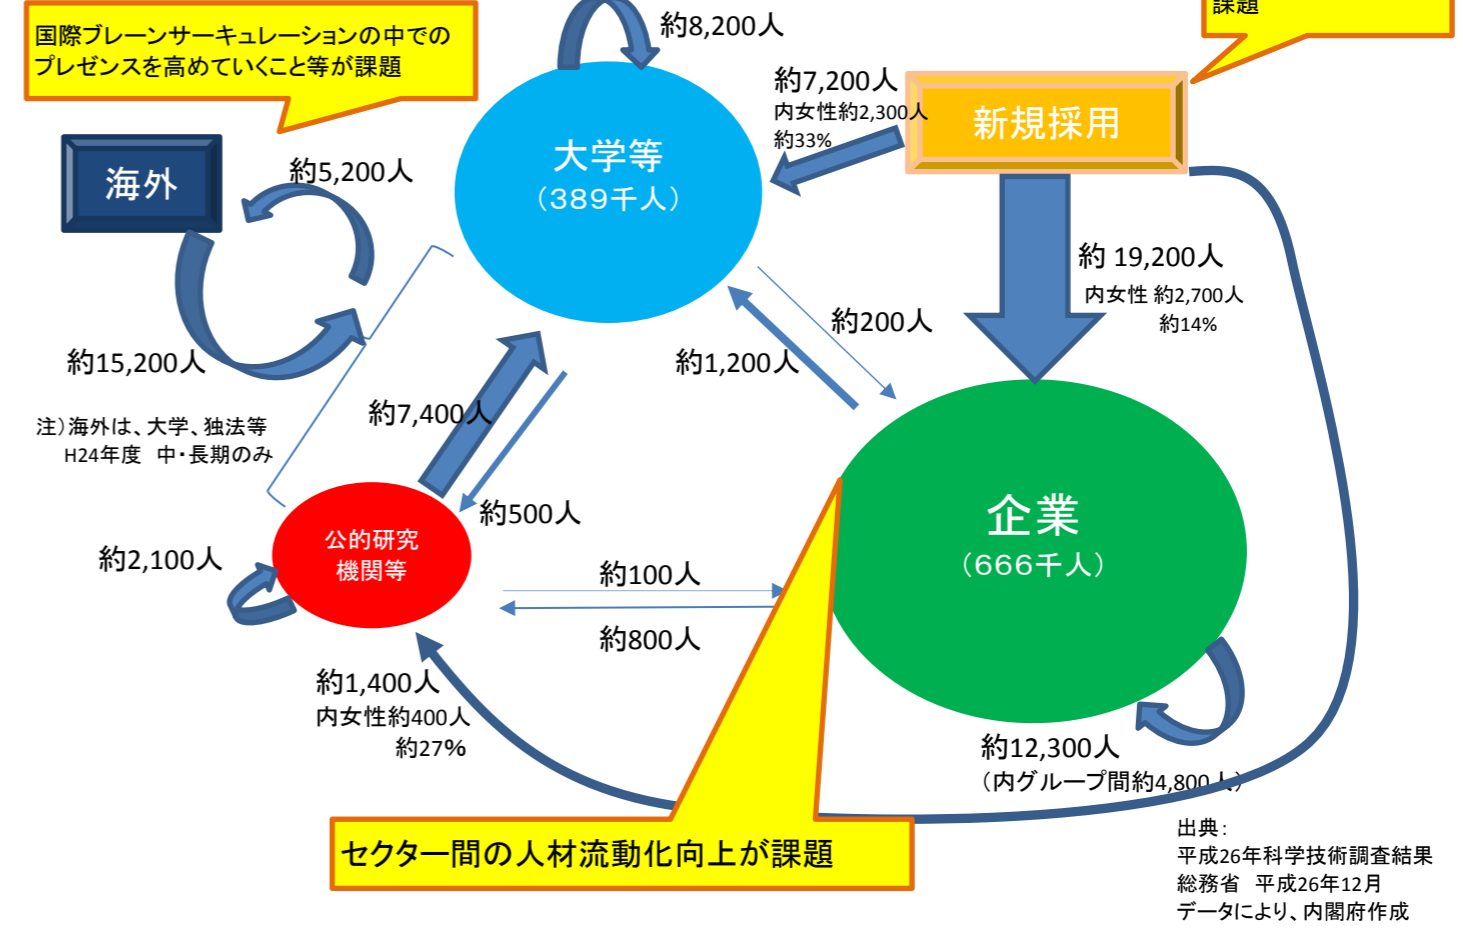 課題
国際ブレーンサーキュレーションの中での
プレゼンスを高めていくこと等が課題
約8,200人
約7,200人
内女性約2,300人
約33%
新規採用
大学等
（389千人）
海外
約5,200人
約 19,200人
内女性 約2,700人
約14%
約200人
約15,200人
約1,200人
約7,400人
注）海外は、大学、独法等
H24年度　中・長期のみ
約500人
企業
（666千人）
公的研究
機関等
約2,100人
約100人
約800人
約1,400人
内女性約400人
約27%
約12,300人
（内グループ間約4,800人）
セクター間の人材流動化向上が課題
出典：
平成26年科学技術調査結果
総務省　平成26年12月
データにより、内閣府作成